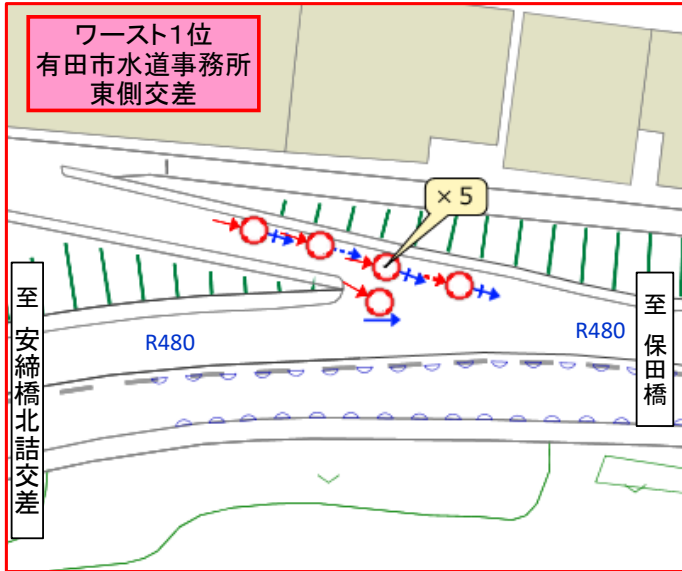 ワースト1位
有田市水道事務所
東側交差
×5
至 安締橋北詰交差
R480
R480
至 保田橋